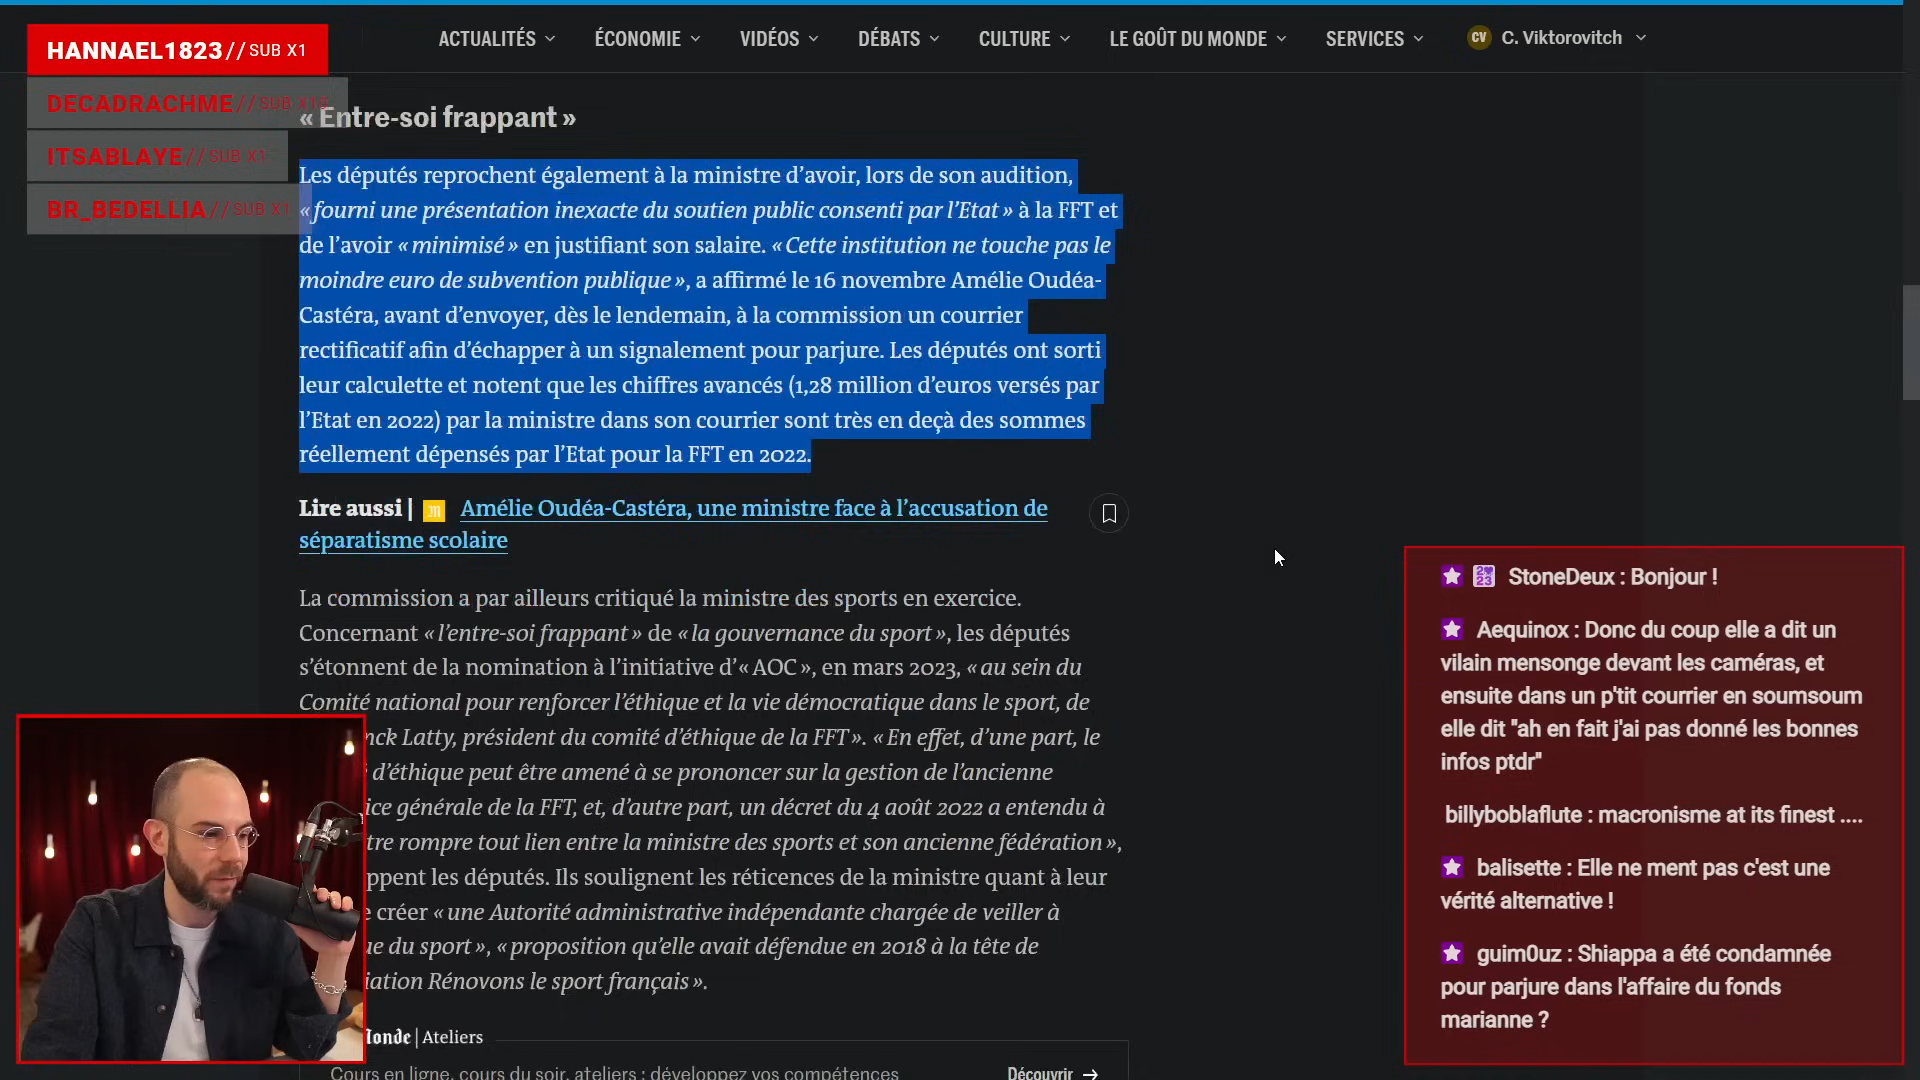 ACTUALITÉS ÉCONOMIE VIDÉOS DÉBATS CULTURE LE GOÛT DU MONDE SERVICES CV C. Viktorovitch
HANNAEL1823//SUB X1
DECADRACHME//SUB
ITSABLAYE//SUB X1
BR_BEDELLIA//SUB X1
« Entre-soi frappant »
Les députés reprochent également à la ministre d’avoir, lors de son audition,
« fourni une présentation inexacte du soutien public consenti par l’Etat » à la FFT et
de l’avoir « minimisé » en justifiant son salaire. « Cette institution ne touche pas le
moindre euro de subvention publique », a affirmé le 16 novembre Amélie Oudéa-
Castéra, avant d’envoyer, dès le lendemain, à la commission un courrier
rectificatif afin d’échapper à un signalement pour parjure. Les députés ont sorti
leur calculette et notent que les chiffres avancés (1,28 million d’euros versés par
l’Etat en 2022) par la ministre dans son courrier sont très en deçà des sommes
réellement dépensés par l’Etat pour la FFT en 2022.
Lire aussi | m Amélie Oudéa-Castéra, une ministre face à l’accusation de
séparatisme scolaire
La commission a par ailleurs critiqué la ministre des sports en exercice.
Concernant « l’entre-soi frappant » de « la gouvernance du sport », les députés
s’étonnent de la nomination à l’initiative d’« AOC », en mars 2023, « au sein du
Comité national pour renforcer l’éthique et la vie démocratique dans le sport, de
nck Latty, président du comité d’éthique de la FFT ». « En effet, d’une part, le
d’éthique peut être amené à se prononcer sur la gestion de l’ancienne
ice générale de la FFT, et, d’autre part, un décret du 4 août 2022 a entendu à
tre rompre tout lien entre la ministre des sports et son ancienne fédération »,
ppent les députés. Ils soulignent les réticences de la ministre quant à leur
e créer « une Autorité administrative indépendante chargée de veiller à
ue du sport », « proposition qu’elle avait défendue en 2018 à la tête de
iation Rénovons le sport français ».
Monde | Ateliers
Cours en ligne, cours du soir, ateliers : développez vos compétences
Découvrir →
StoneDeux : Bonjour !
Aequinox : Donc du coup elle a dit un
vilain mensonge devant les caméras, et
ensuite dans un p'tit courrier en soumsoum
elle dit "ah en fait j'ai pas donné les bonnes
infos ptdr"
billyboblaflute : macronisme at its finest ....
balisette : Elle ne ment pas c'est une
vérité alternative !
guim0uz : Shiappa a été condamnée
pour parjure dans l'affaire du fonds
marianne ?